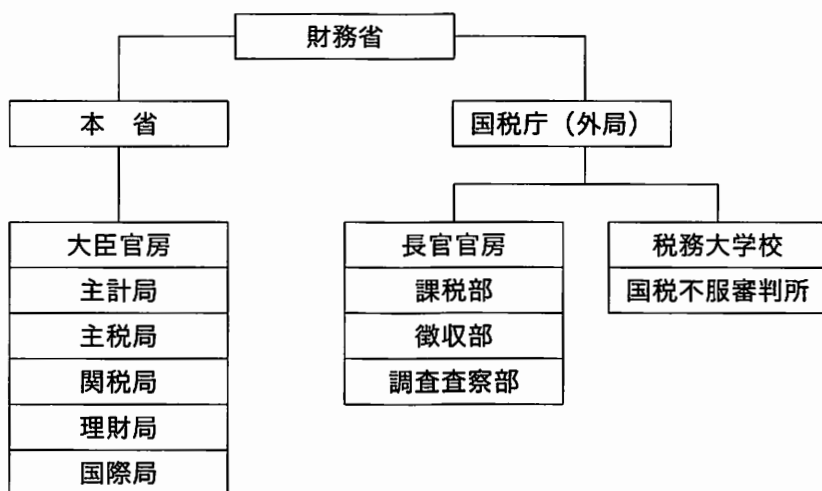 財務省
本　省
国税庁（外局）
大臣官房
主計局
主税局
関税局
理財局
国際局
長官官房
課税部
徴収部
調査査察部
税務大学校
国税不服審判所